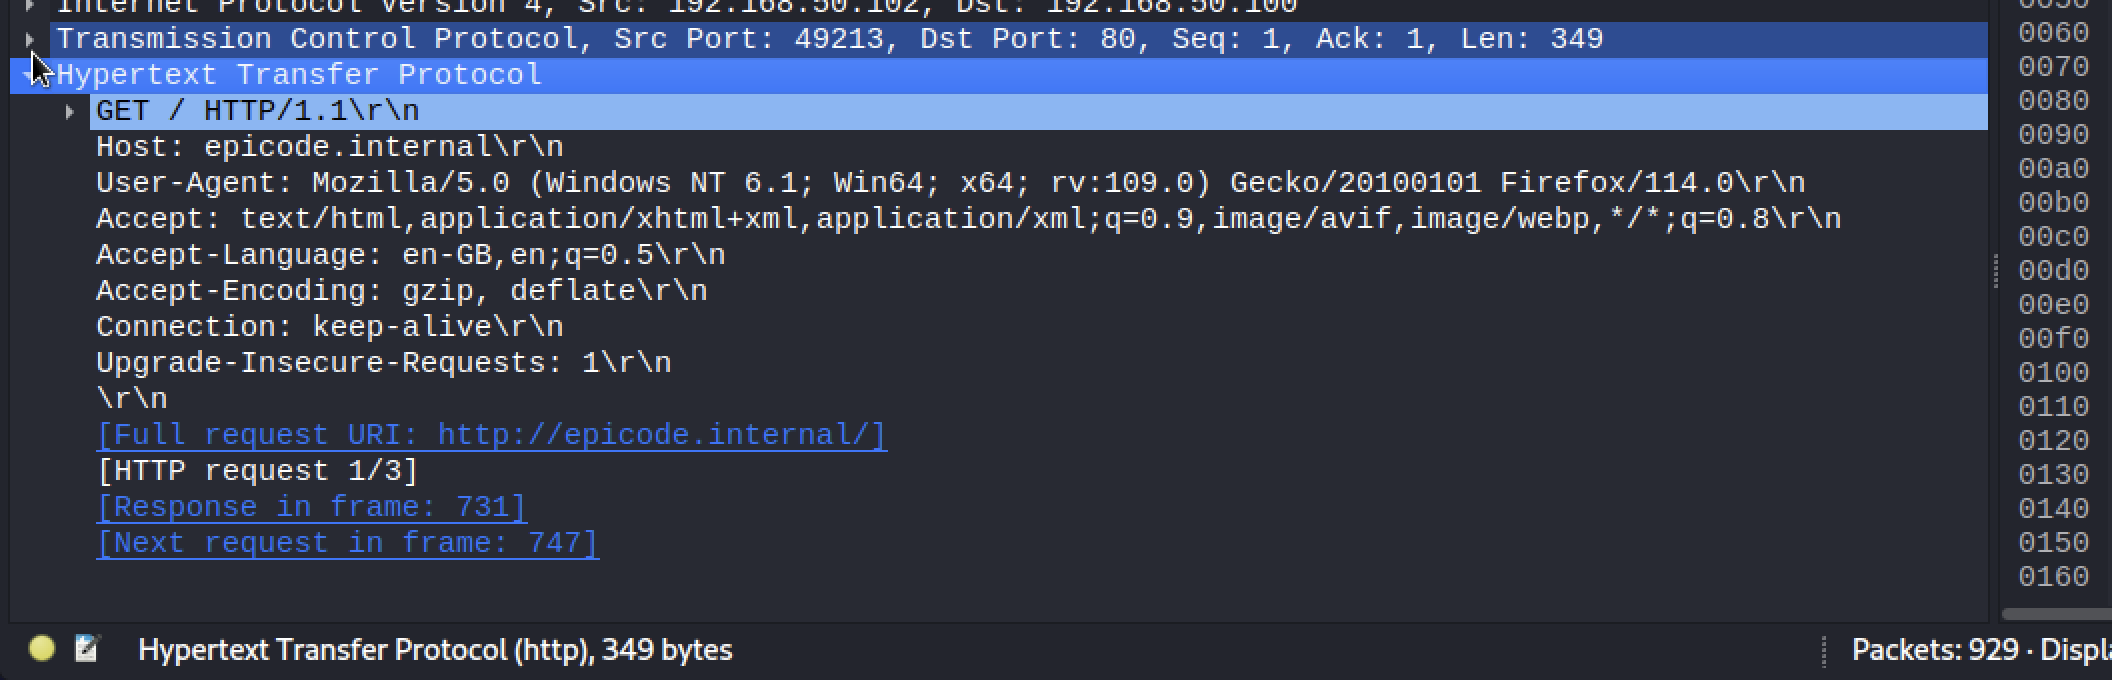 Internet Protocol Version 4, Src: 192.168.50.102, Dst: 192.168.50.100
Transmission Control Protocol, Src Port: 49213, Dst Port: 80, Seq: 1, Ack: 1, Len: 349
Hypertext Transfer Protocol
GET / HTTP/1.1\r\n
Host: epicode.internal\r\n
User-Agent: Mozilla/5.0 (Windows NT 6.1; Win64; x64; rv:109.0) Gecko/20100101 Firefox/114.0\r\n
Accept: text/html,application/xhtml+xml,application/xml;q=0.9,image/avif,image/webp,*/*;q=0.8\r\n
Accept-Language: en-GB,en;q=0.5\r\n
Accept-Encoding: gzip, deflate\r\n
Connection: keep-alive\r\n
Upgrade-Insecure-Requests: 1\r\n
\r\n
[Full request URI: http://epicode.internal/]
[HTTP request 1/3]
[Response in frame: 731]
[Next request in frame: 747]
0050
0060
0070
0080
0090
00a0
00b0
00c0
00d0
00e0
00f0
0100
0110
0120
0130
0140
0150
0160
Hypertext Transfer Protocol (http), 349 bytes
Packets: 929 · Displa